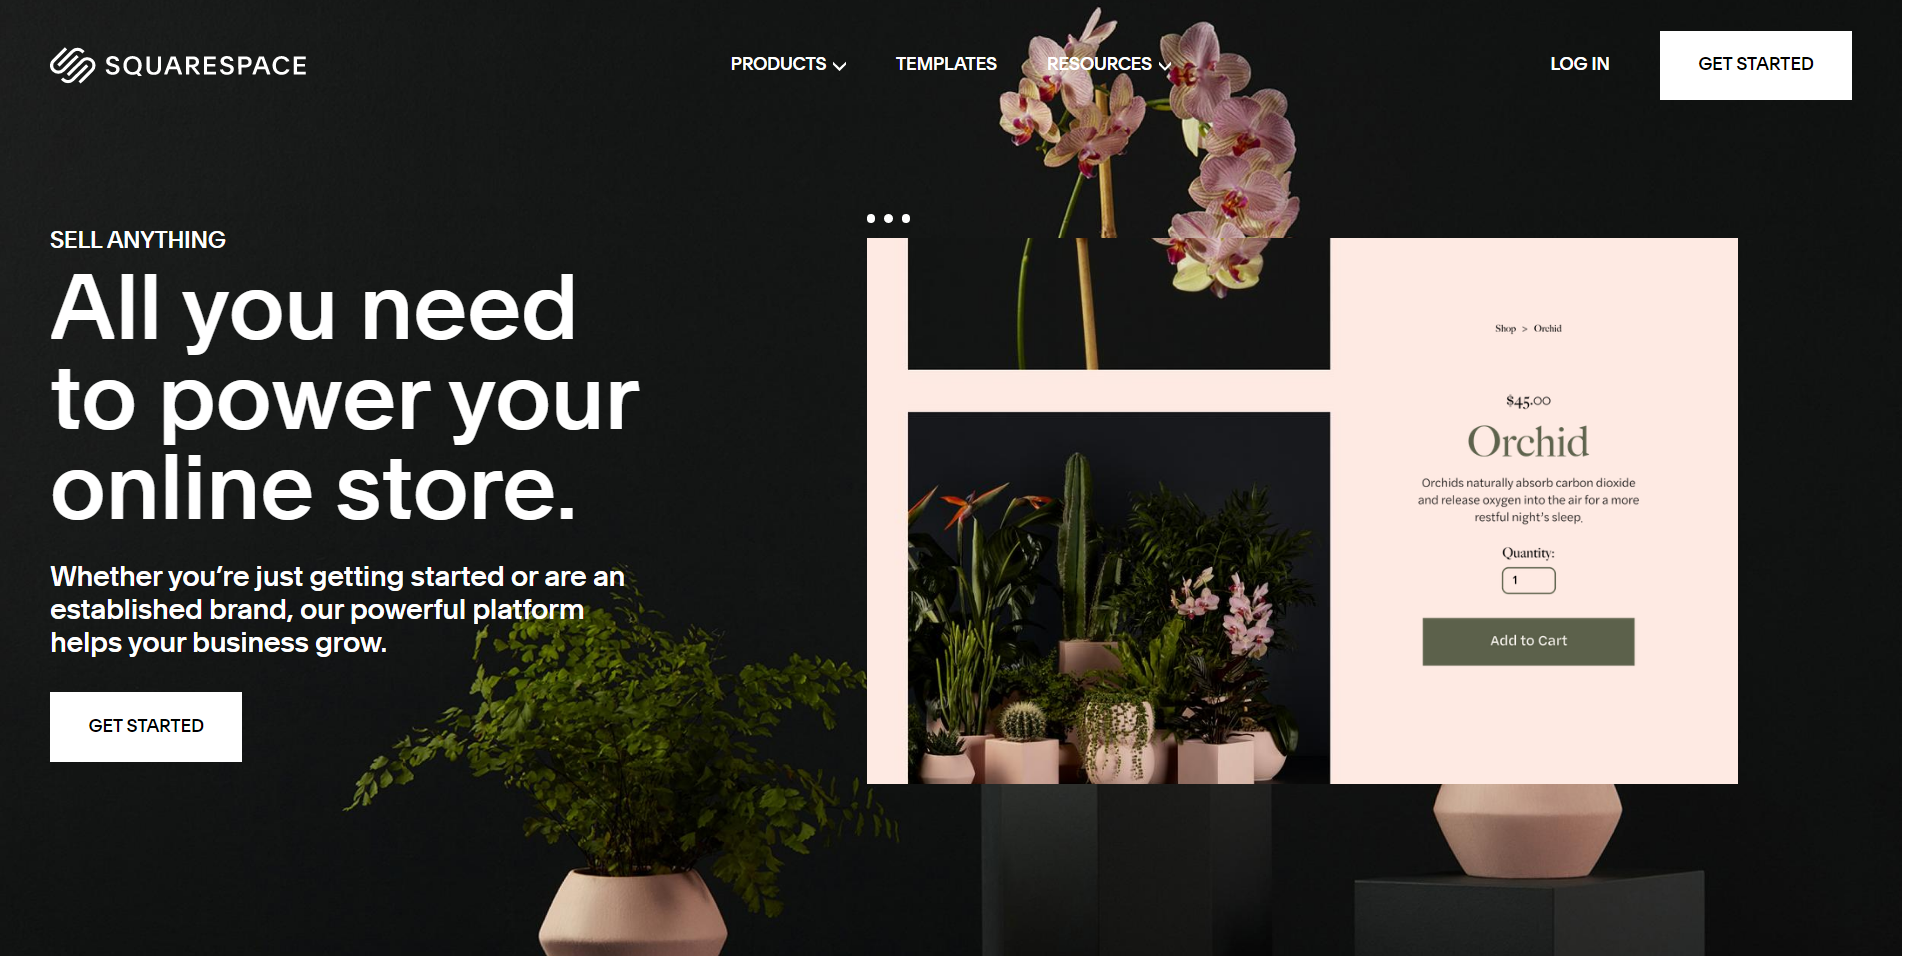 SQUARESPACE
PRODUCTS
TEMPLATES
RESOURCES
LOG IN
GET STARTED
SELL ANYTHING
All you need
to power your
online store.
Whether you’re just getting started or are an
established brand, our powerful platform
helps your business grow.
GET STARTED
Shop > Orchid
$45.00
Orchid
Orchids naturally absorb carbon dioxide
and release oxygen into the air for a more
restful night’s sleep.
Quantity:
1
Add to Cart